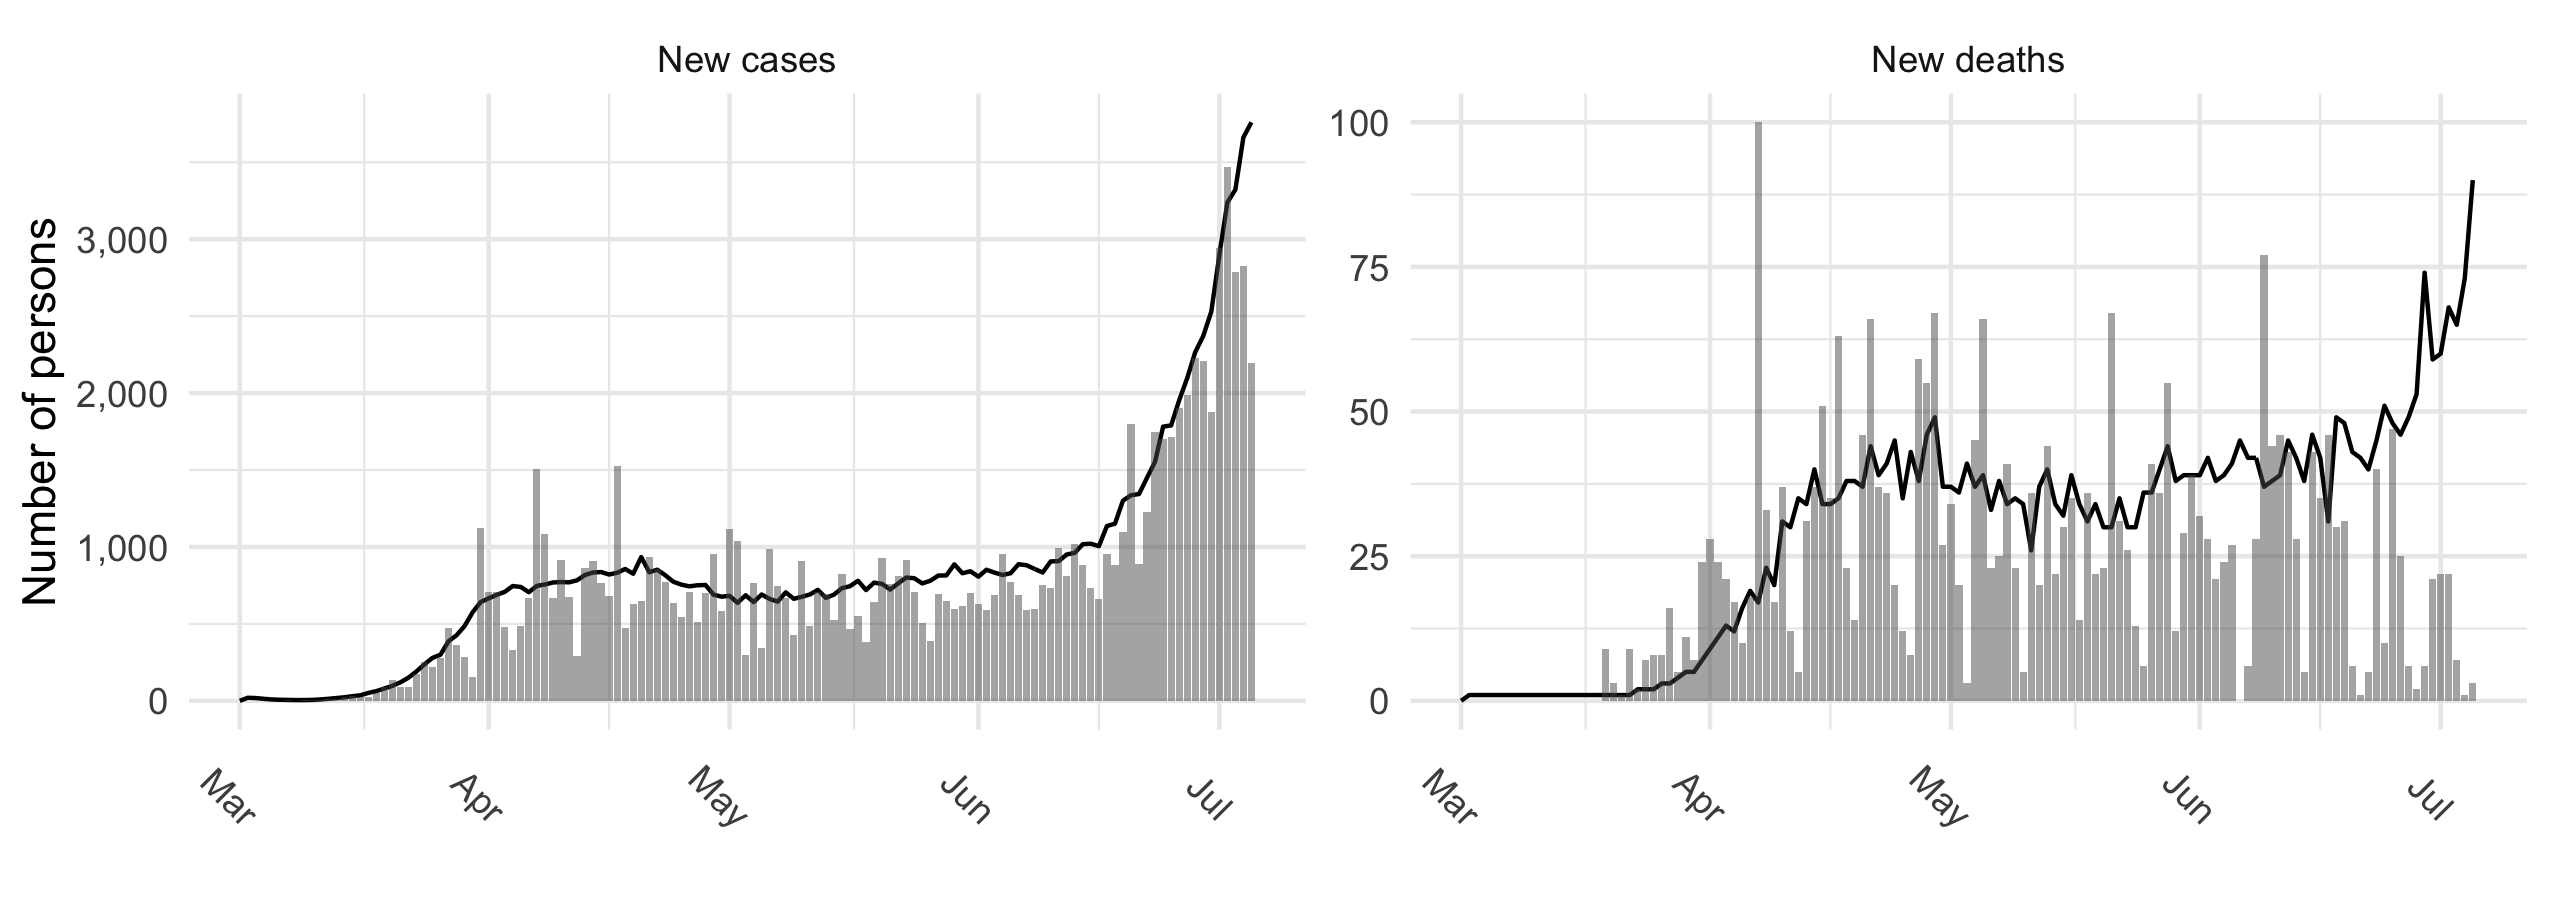 New cases
New deaths
Number of persons
3,000
2,000
1,000
0
Mar
Apr
May
Jun
Jul
100
75
50
25
0
Mar
Apr
May
Jun
Jul